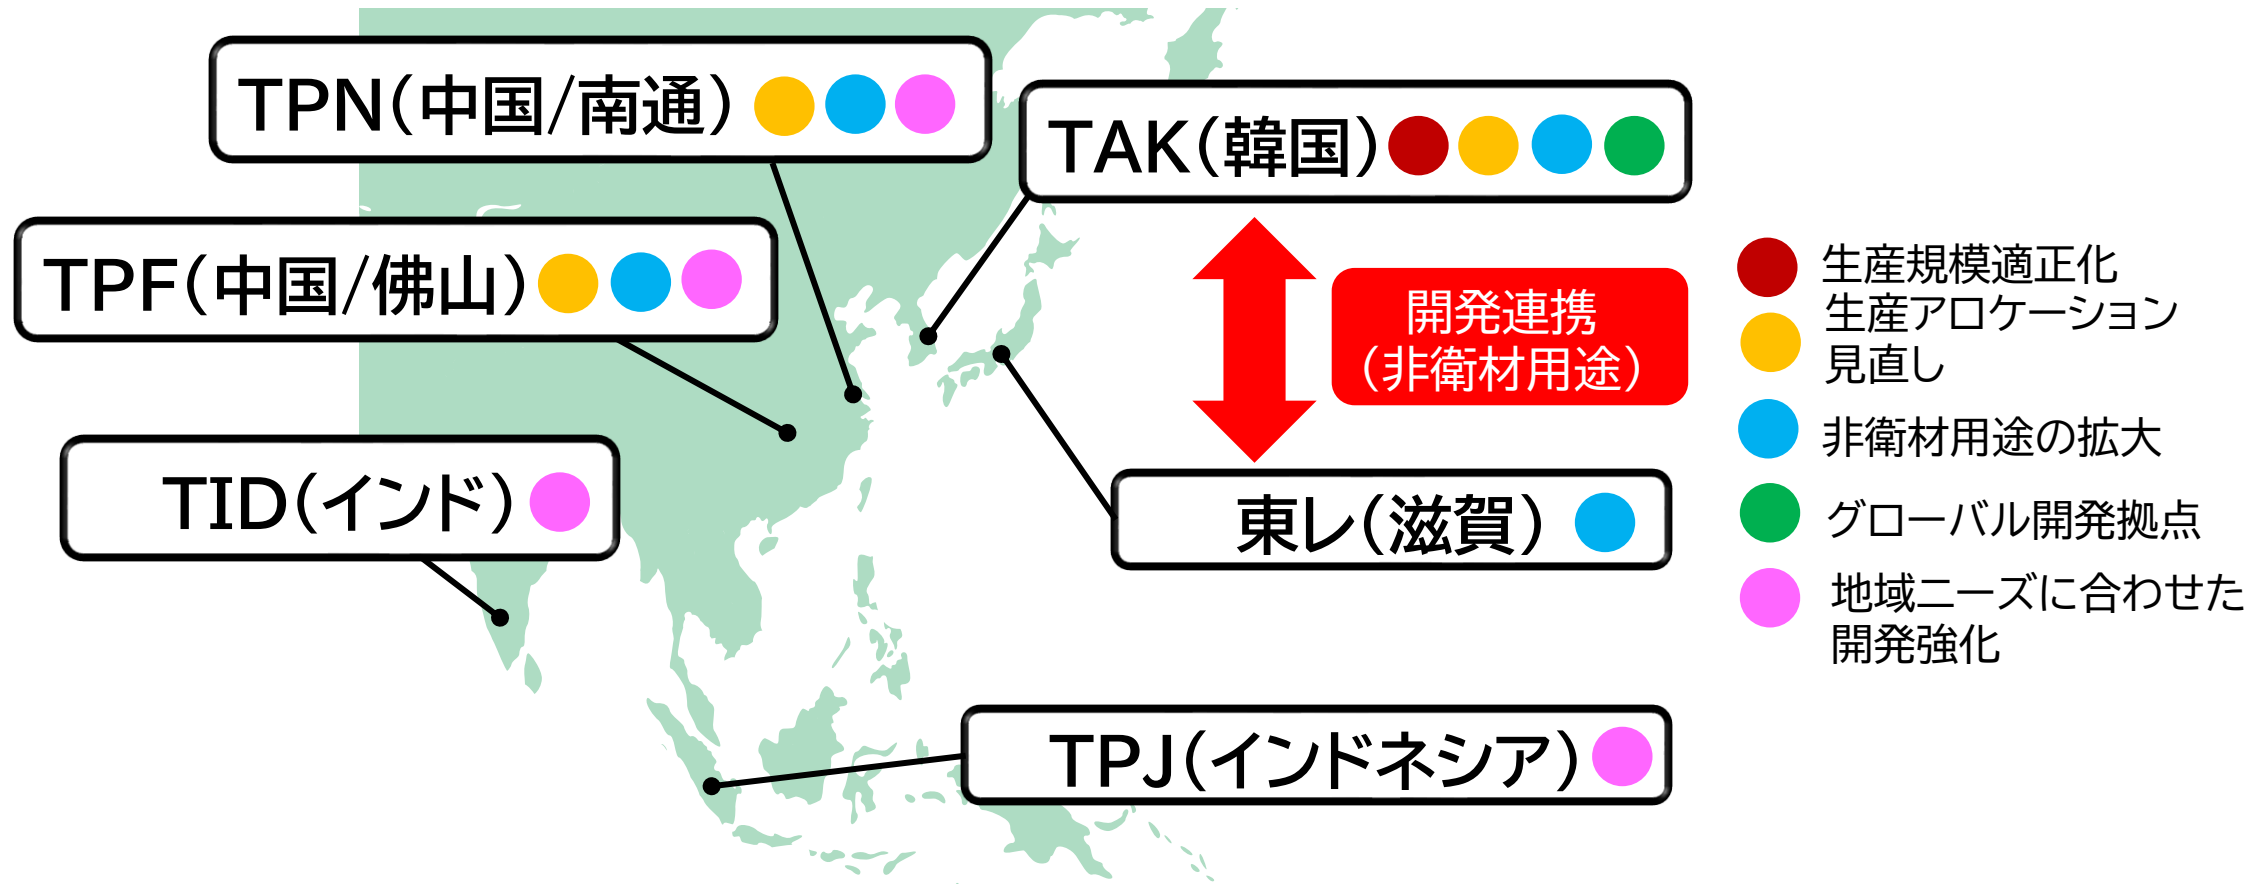 TPN(中国/南通)
TAK(韓国)
TPF(中国/佛山)
開発連携
(非衛材用途)
TID(インド)
東レ(滋賀)
TPJ(インドネシア)
生産規模適正化
生産アロケーション
見直し
非衛材用途の拡大
グローバル開発拠点
地域ニーズに合わせた
開発強化